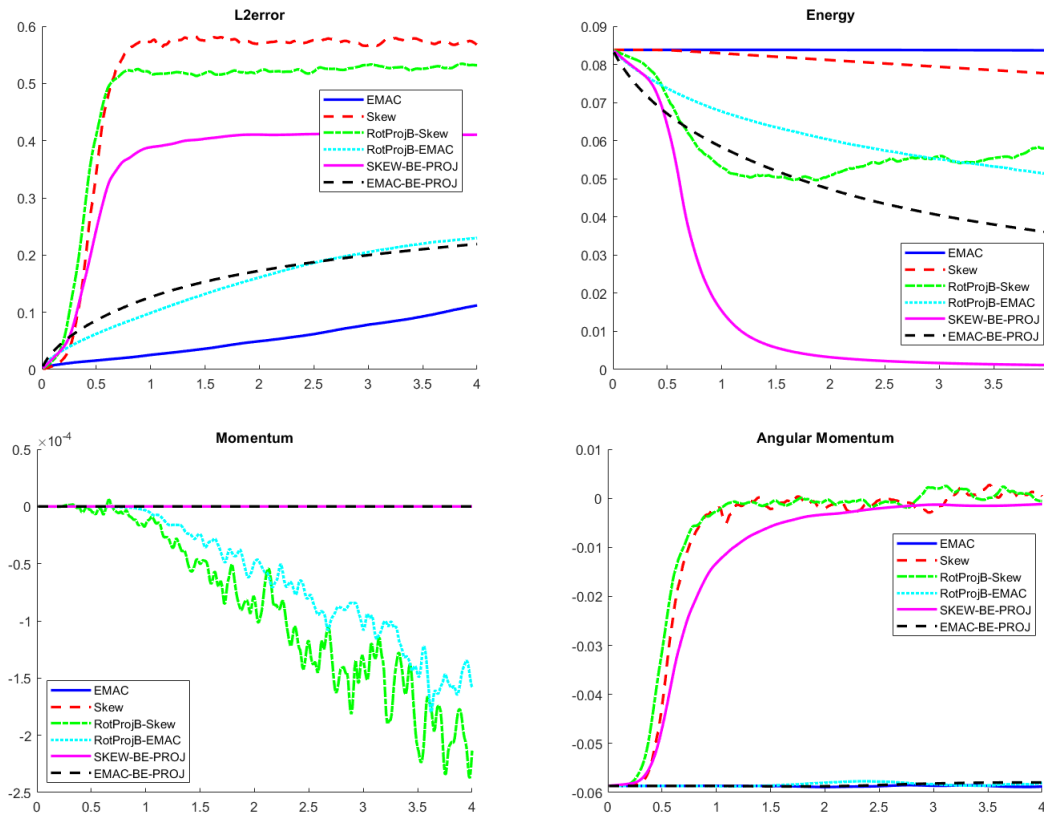 L2error
0.6
0.5
0.4
0.3
0.2
0.1
0
0 0.5 1 1.5 2 2.5 3 3.5 4
EMAC
Skew
RotProjB-Skew
RotProjB-EMAC
SKEW-BE-PROJ
EMAC-BE-PROJ
Energy
0.09
0.08
0.07
0.06
0.05
0.04
0.03
0.02
0.01
0
0 0.5 1 1.5 2 2.5 3 3.5
EMAC
Skew
RotProjB-Skew
RotProjB-EMAC
SKEW-BE-PROJ
EMAC-BE-PROJ
Momentum
×10⁻⁴
0.5
0
-0.5
-1
-1.5
-2
-2.5
0 0.5 1 1.5 2 2.5 3 3.5 4
EMAC
Skew
RotProjB-Skew
RotProjB-EMAC
SKEW-BE-PROJ
EMAC-BE-PROJ
Angular Momentum
0.01
0
-0.01
-0.02
-0.03
-0.04
-0.05
-0.06
0 0.5 1 1.5 2 2.5 3 3.5 4
EMAC
Skew
RotProjB-Skew
RotProjB-EMAC
SKEW-BE-PROJ
EMAC-BE-PROJ